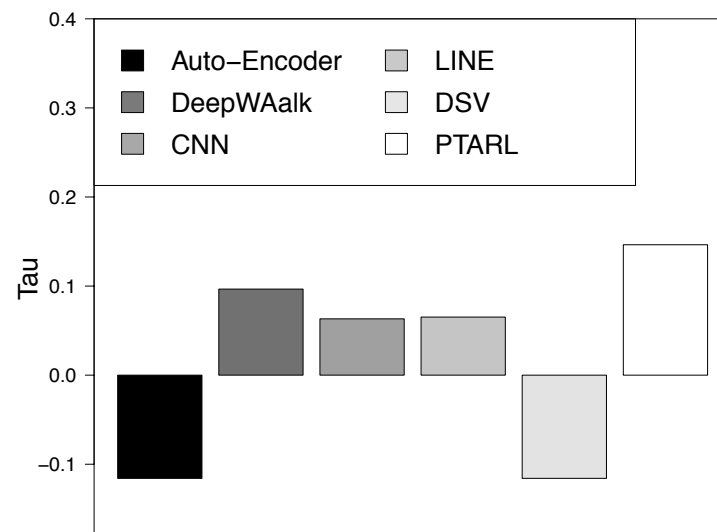 0.4
Auto−Encoder LINE
DeepWAalk DSV
CNN PTARL
0.3
0.2
0.1
0.0
−0.1
Tau